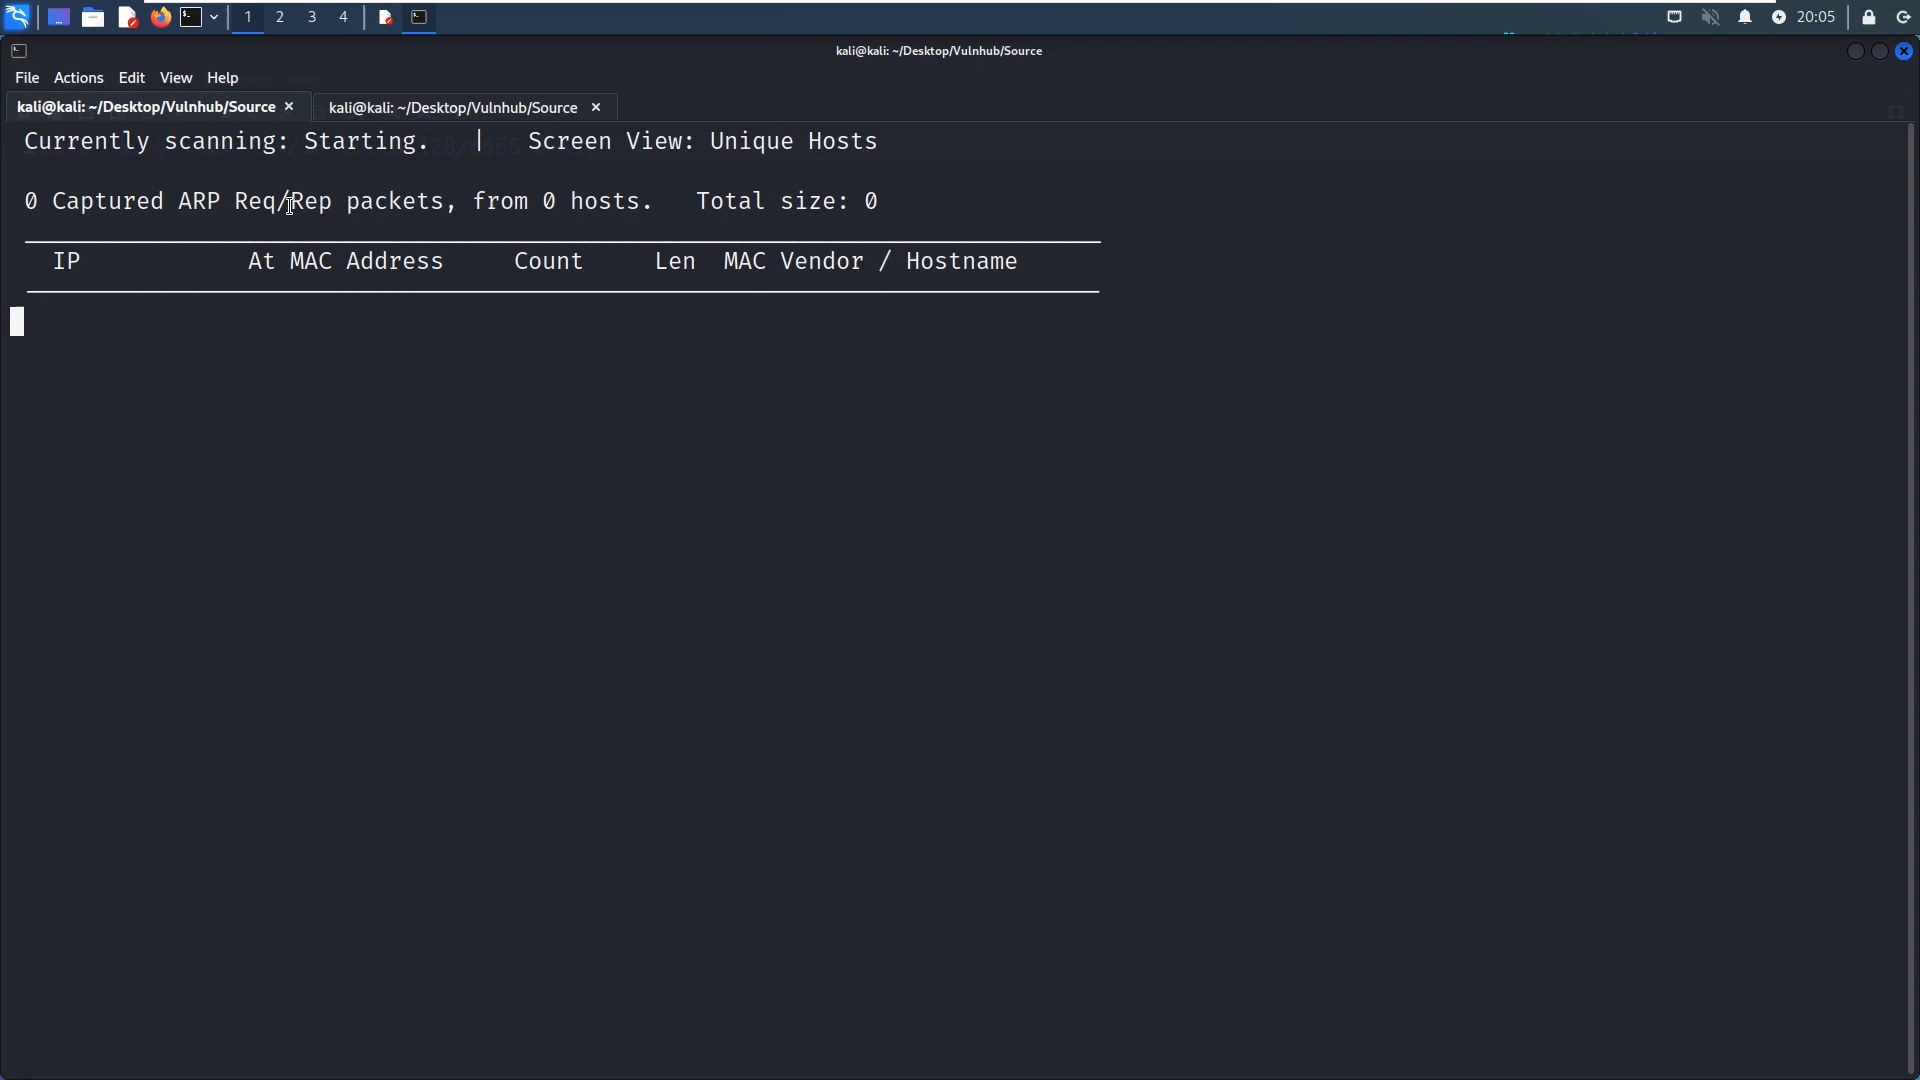 1 2 3 4 20:05
kali@kali: ~/Desktop/Vulnhub/Source
File Actions Edit View Help
kali@kali: ~/Desktop/Vulnhub/Source × kali@kali: ~/Desktop/Vulnhub/Source ×
Currently scanning: Starting. | Screen View: Unique Hosts
0 Captured ARP Req/Rep packets, from 0 hosts. Total size: 0
IP At MAC Address Count Len MAC Vendor / Hostname